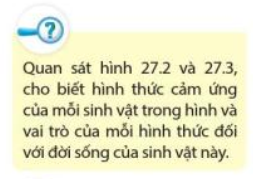 ?
Quan sát hình 27.2 và 27.3,
cho biết hình thức cảm ứng
của mỗi sinh vật trong hình và
vai trò của mỗi hình thức đối
với đời sống của sinh vật này.